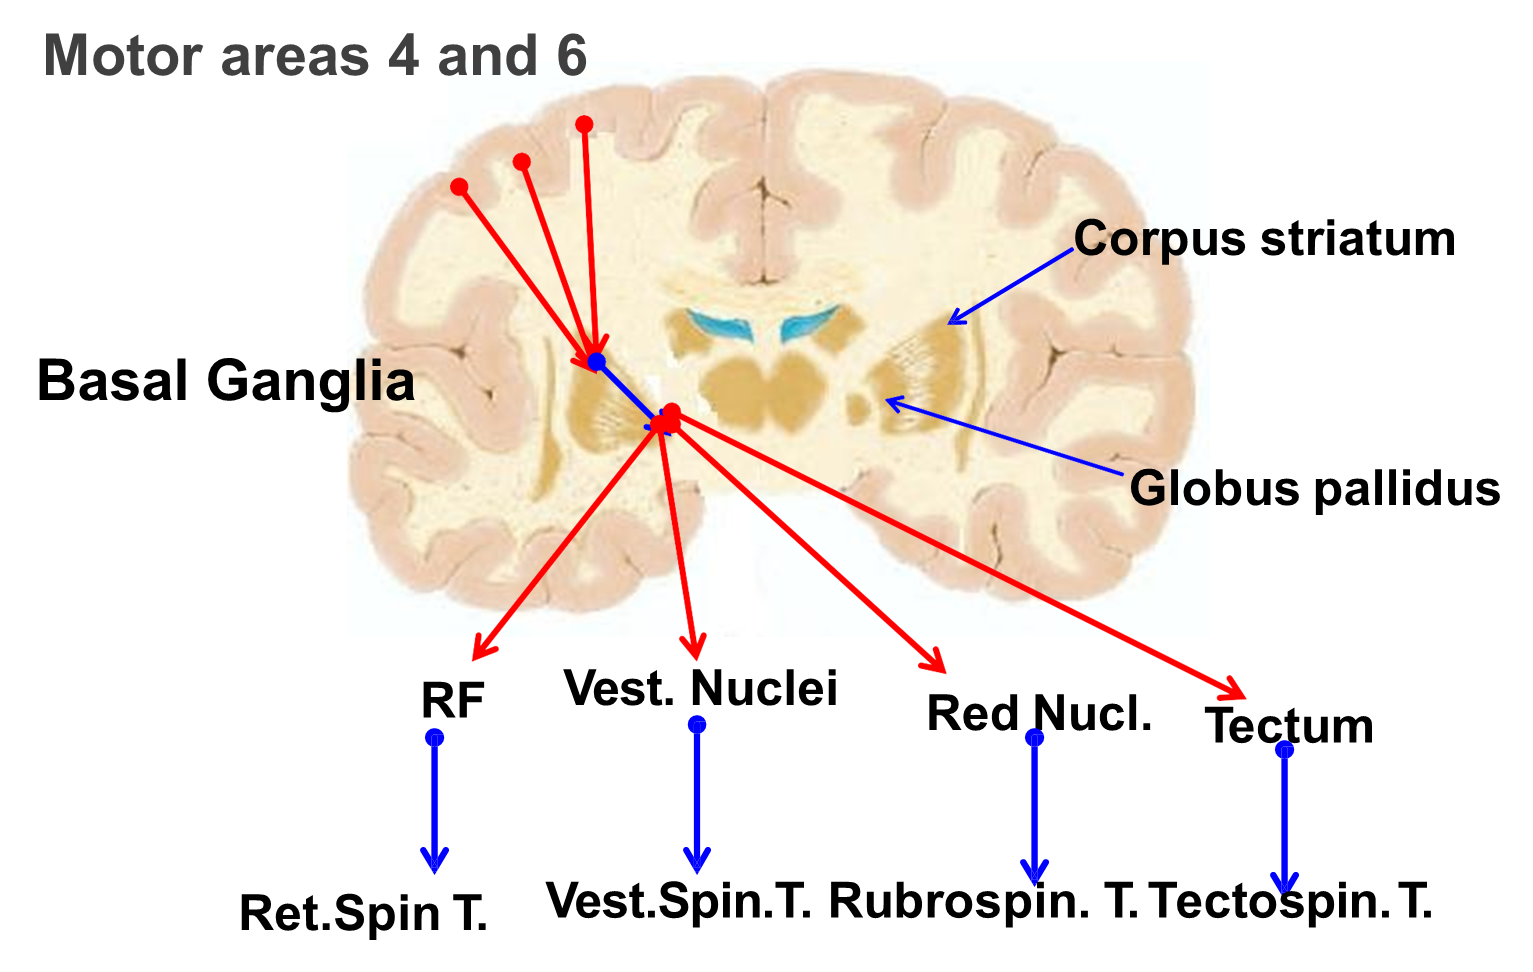 Motor areas 4 and 6
Corpus striatum
Basal Ganglia
Globus pallidus
RF
Vest. Nuclei
Red Nucl.
Tectum
Ret.Spin T.
Vest.Spin.T.
Rubrospin. T.
Tectospin. T.